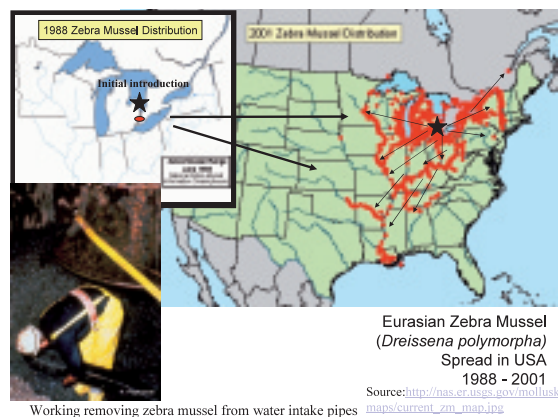 1988 Zebra Mussel Distribution
2001 Zebra Mussel Distribution
Initial introduction
Eurasian Zebra Mussel
(Dreissena polymorpha)
Spread in USA
1988 - 2001
Source:http://nas.er.usgs.gov/mollusk
maps/current_zm_map.jpg
Working removing zebra mussel from water intake pipes